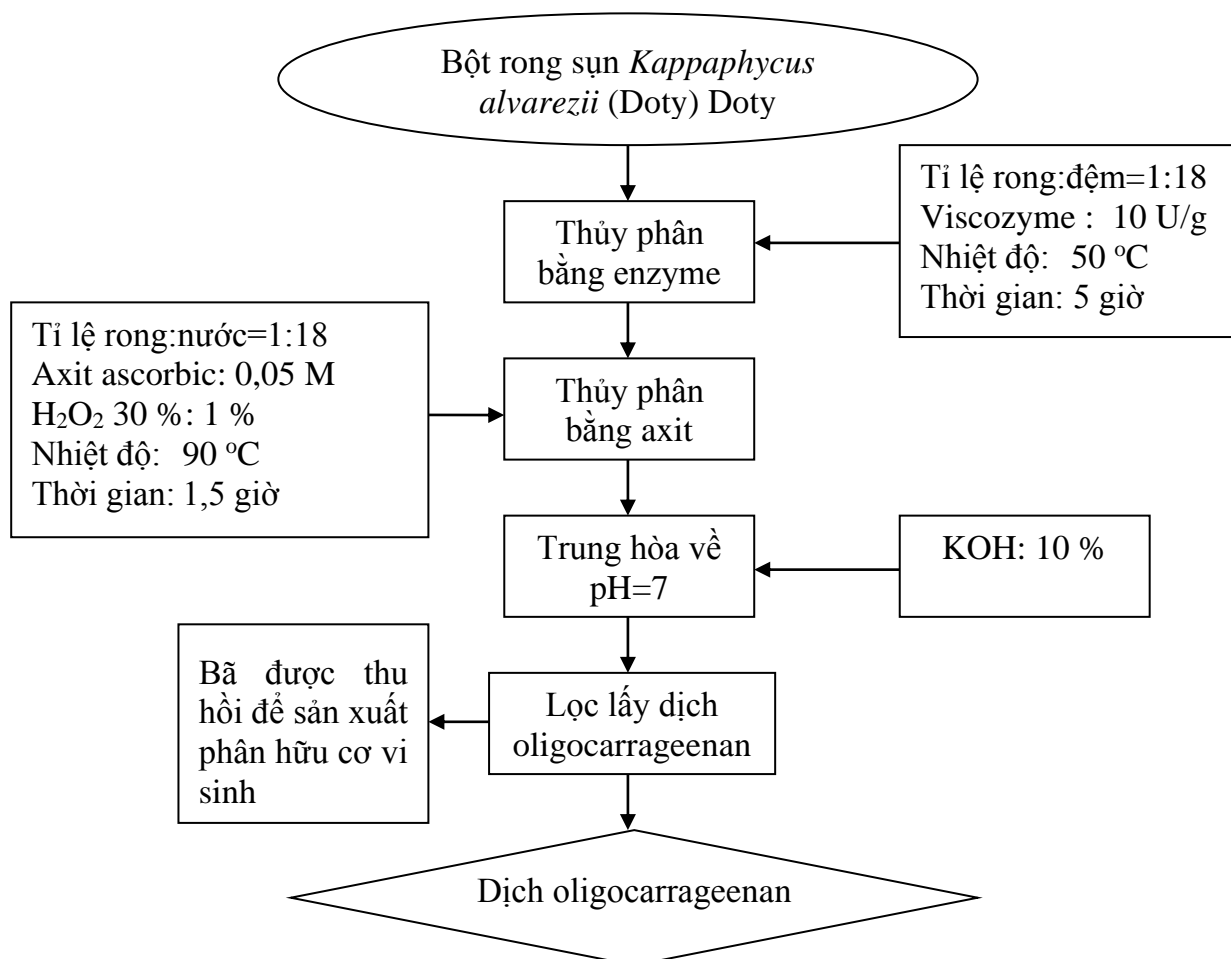 Bột rong sụn Kappaphycus
alvarezii (Doty) Doty
Tỉ lệ rong:đệm=1:18
Viscozyme : 10 U/g
Nhiệt độ: 50 ºC
Thời gian: 5 giờ
Thủy phân
bằng enzyme
Tỉ lệ rong:nước=1:18
Axit ascorbic: 0,05 M
H₂O₂ 30 %: 1 %
Nhiệt độ: 90 ºC
Thời gian: 1,5 giờ
Thủy phân
bằng axit
Trung hòa về
pH=7
KOH: 10 %
Bã được thu
hồi để sản xuất
phân hữu cơ vi
sinh
Lọc lấy dịch
oligocarrageenan
Dịch oligocarrageenan